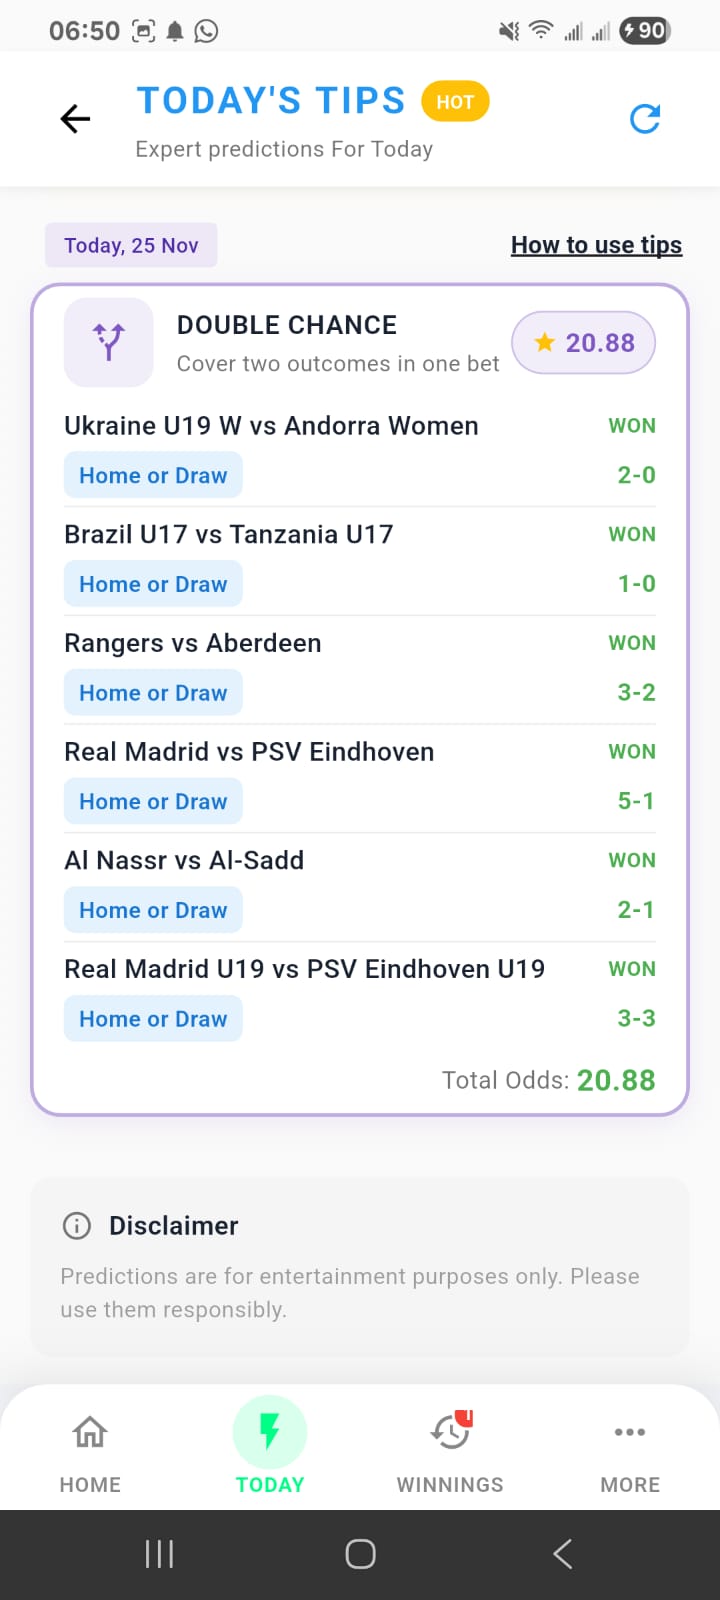 06:50
90
TODAY'S TIPS HOT
Expert predictions For Today
Today, 25 Nov
How to use tips
DOUBLE CHANCE
Cover two outcomes in one bet
20.88
Ukraine U19 W vs Andorra Women WON
Home or Draw 2-0
Brazil U17 vs Tanzania U17 WON
Home or Draw 1-0
Rangers vs Aberdeen WON
Home or Draw 3-2
Real Madrid vs PSV Eindhoven WON
Home or Draw 5-1
Al Nassr vs Al-Sadd WON
Home or Draw 2-1
Real Madrid U19 vs PSV Eindhoven U19 WON
Home or Draw 3-3
Total Odds: 20.88
Disclaimer
Predictions are for entertainment purposes only. Please
use them responsibly.
HOME TODAY WINNINGS MORE